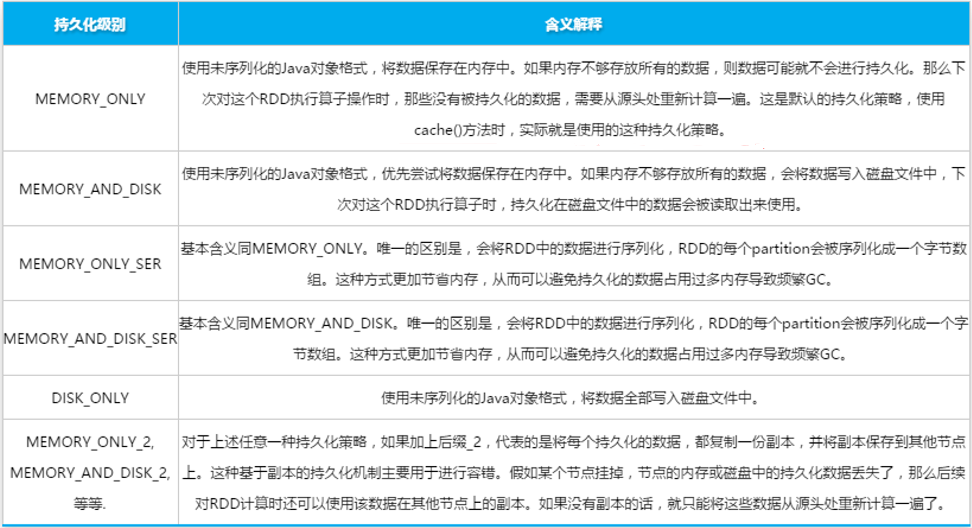 持久化级别
含义解释
MEMORY_ONLY
使用未序列化的Java对象格式，将数据保存在内存中。如果内存不够存放所有的数据，则数据可能就不会进行持久化。那么下
次对这个RDD执行算子操作时，那些没有被持久化的数据，需要从源头处重新计算一遍。这是默认的持久化策略，使用
cache()方法时，实际就是使用的这种持久化策略。
MEMORY_AND_DISK
使用未序列化的Java对象格式，优先尝试将数据保存在内存中。如果内存不够存放所有的数据，会将数据写入磁盘文件中，下
次对这个RDD执行算子时，持久化在磁盘文件中的数据会被读取出来使用。
MEMORY_ONLY_SER
基本含义同MEMORY_ONLY。唯一的区别是，会将RDD中的数据进行序列化，RDD的每个partition会被序列化成一个字节数
组。这种方式更加节省内存，从而可以避免持久化的数据占用过多内存导致频繁GC。
MEMORY_AND_DISK_SER
基本含义同MEMORY_AND_DISK。唯一的区别是，会将RDD中的数据进行序列化，RDD的每个partition会被序列化成一个字
节数组。这种方式更加节省内存，从而可以避免持久化的数据占用过多内存导致频繁GC。
DISK_ONLY
使用未序列化的Java对象格式，将数据全部写入磁盘文件中。
MEMORY_ONLY_2,
MEMORY_AND_DISK_2,
等等.
对于上述任意一种持久化策略，如果加上后缀_2，代表的是将每个持久化的数据，都复制一份副本，并将副本保存到其他节点
上。这种基于副本的持久化机制主要用于进行容错。假如某个节点挂掉，节点的内存或磁盘中的持久化数据丢失了，那么后续
对RDD计算时还可以使用该数据在其他节点上的副本。如果没有副本的话，就只能将这些数据从源头处重新计算一遍了。